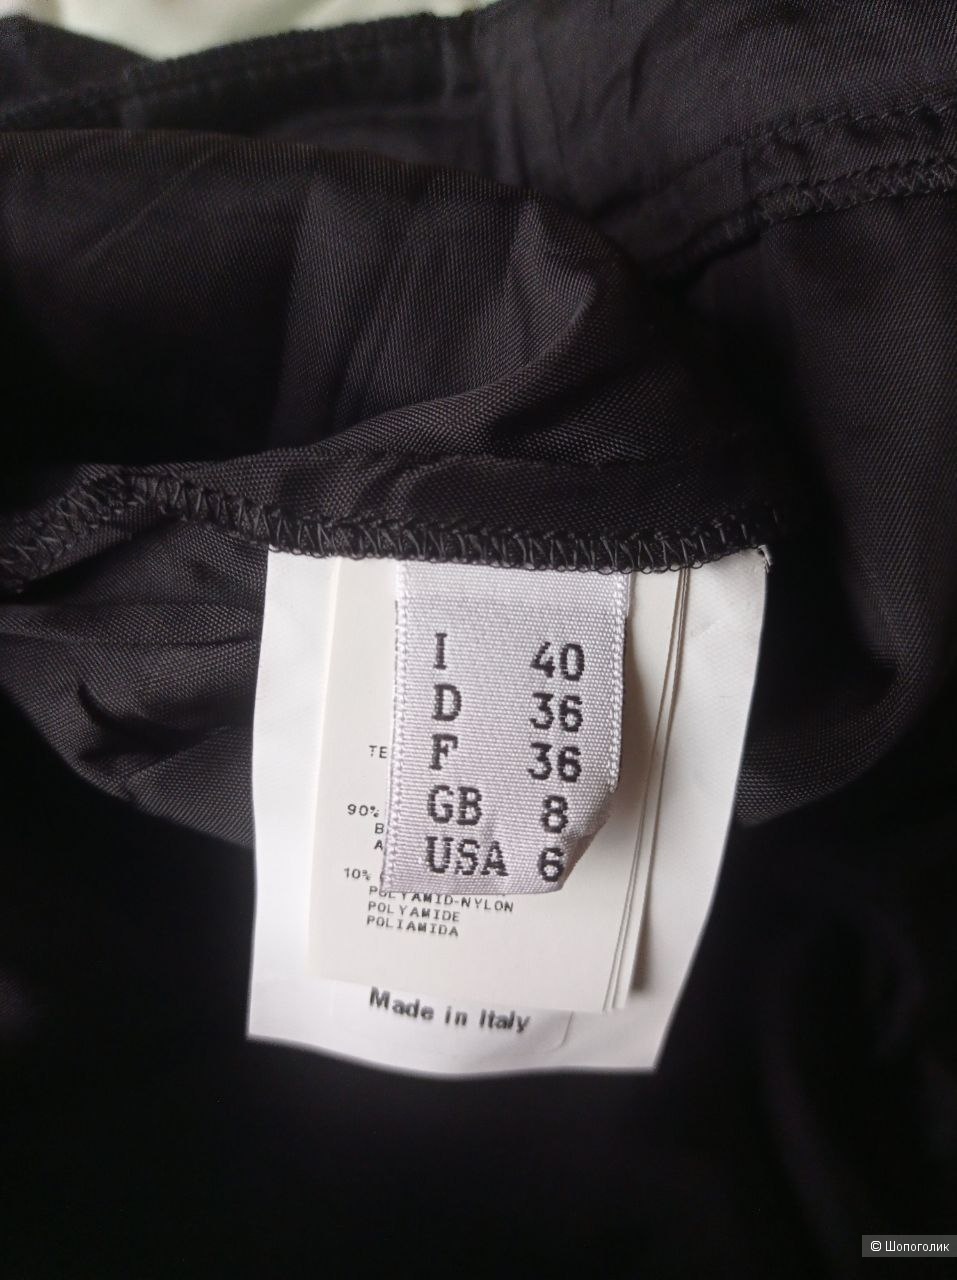 I 40
D 36
F 36
GB 8
USA 6
90%
10%
POLYAMID-NYLON
POLYAMIDE
POLIAMIDA
Made in Italy
© Шопоголик